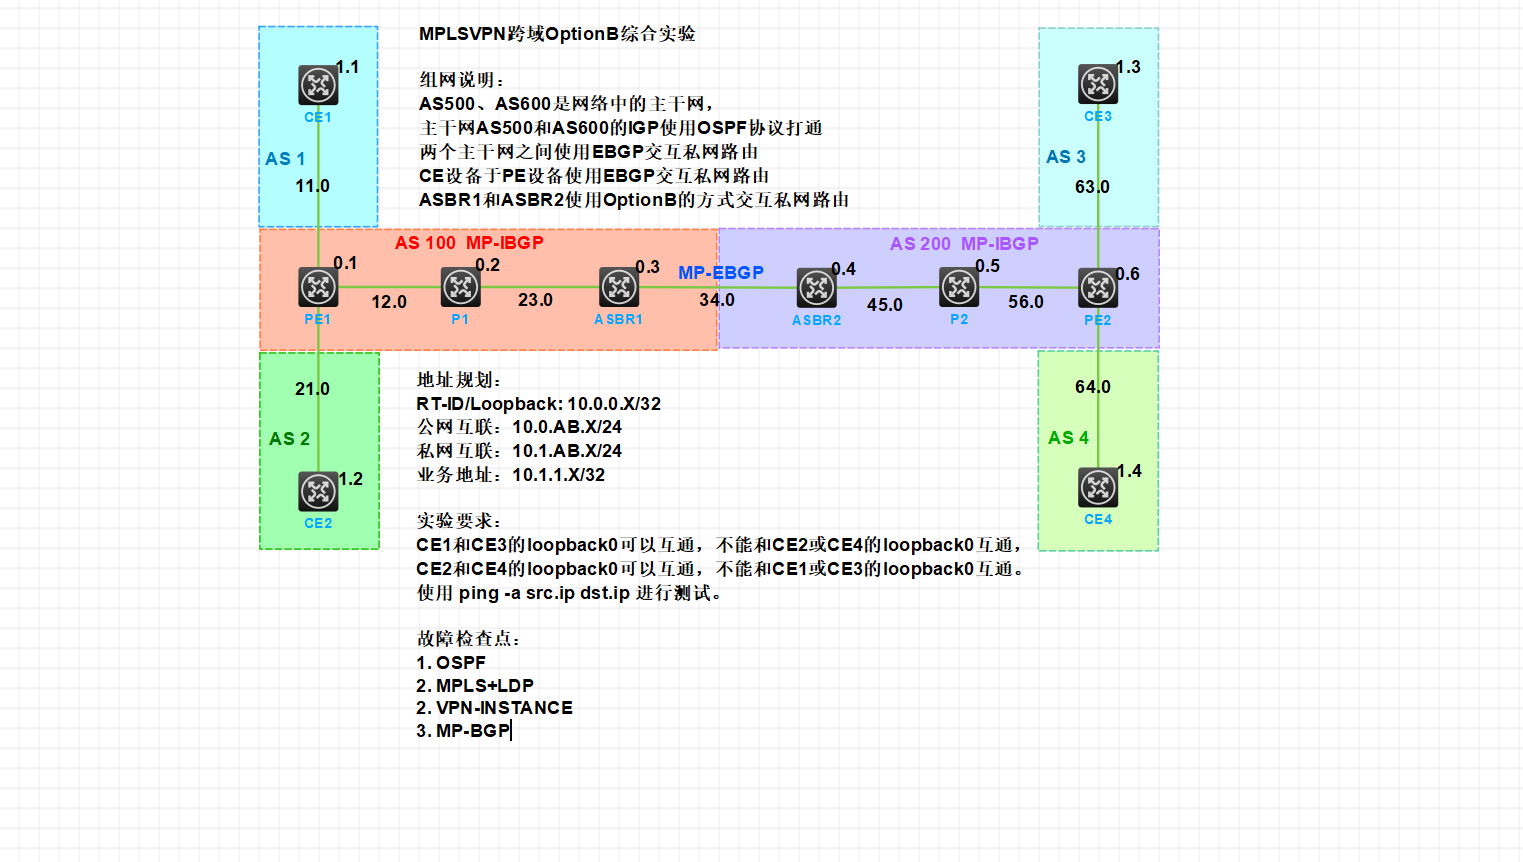 MPLSVPN跨域OptionB综合实验
组网说明：
AS500、AS600是网络中的主干网，
主干网AS500和AS600的IGP使用OSPF协议打通
两个主干网之间使用EBGP交互私网路由
CE设备于PE设备使用EBGP交互私网路由
ASBR1和ASBR2使用OptionB的方式交互私网路由
1.1
CE1
AS 1
11.0
1.3
CE3
AS 3
63.0
AS 100 MP-IBGP
AS 200 MP-IBGP
MP-EBGP
0.1
0.2
0.3
0.4
0.5
0.6
12.0
23.0
34.0
45.0
56.0
PE1
P1
ASBR1
ASBR2
P2
PE2
21.0
AS 2
1.2
CE2
64.0
AS 4
1.4
CE4
地址规划：
RT-ID/Loopback: 10.0.0.X/32
公网互联：10.0.AB.X/24
私网互联：10.1.AB.X/24
业务地址：10.1.1.X/32
实验要求：
CE1和CE3的loopback0可以互通，不能和CE2或CE4的loopback0互通，
CE2和CE4的loopback0可以互通，不能和CE1或CE3的loopback0互通。
使用 ping -a src.ip dst.ip 进行测试。
故障检查点：
1. OSPF
2. MPLS+LDP
2. VPN-INSTANCE
3. MP-BGP